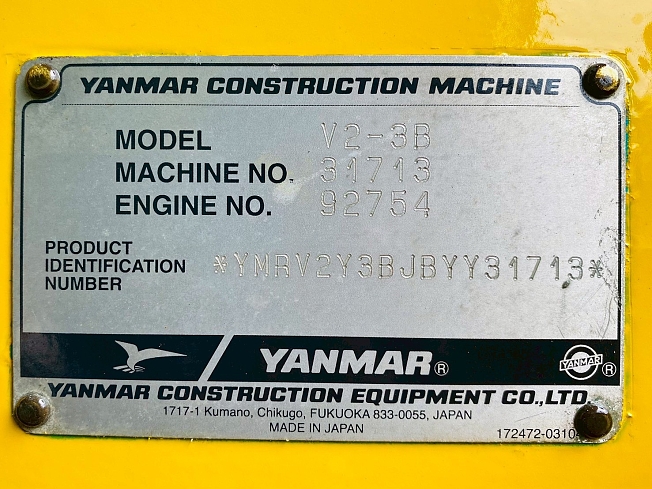 YANMAR CONSTRUCTION MACHINE
MODEL V2-3B
MACHINE NO. 31713
ENGINE NO. 92754
PRODUCT
IDENTIFICATION
NUMBER
*YMRV2Y3BJBYY31713*
YANMAR®
YANMAR ®
YANMAR CONSTRUCTION EQUIPMENT CO.,LTD.
1717-1 Kumano, Chikugo, FUKUOKA 833-0055, JAPAN
MADE IN JAPAN